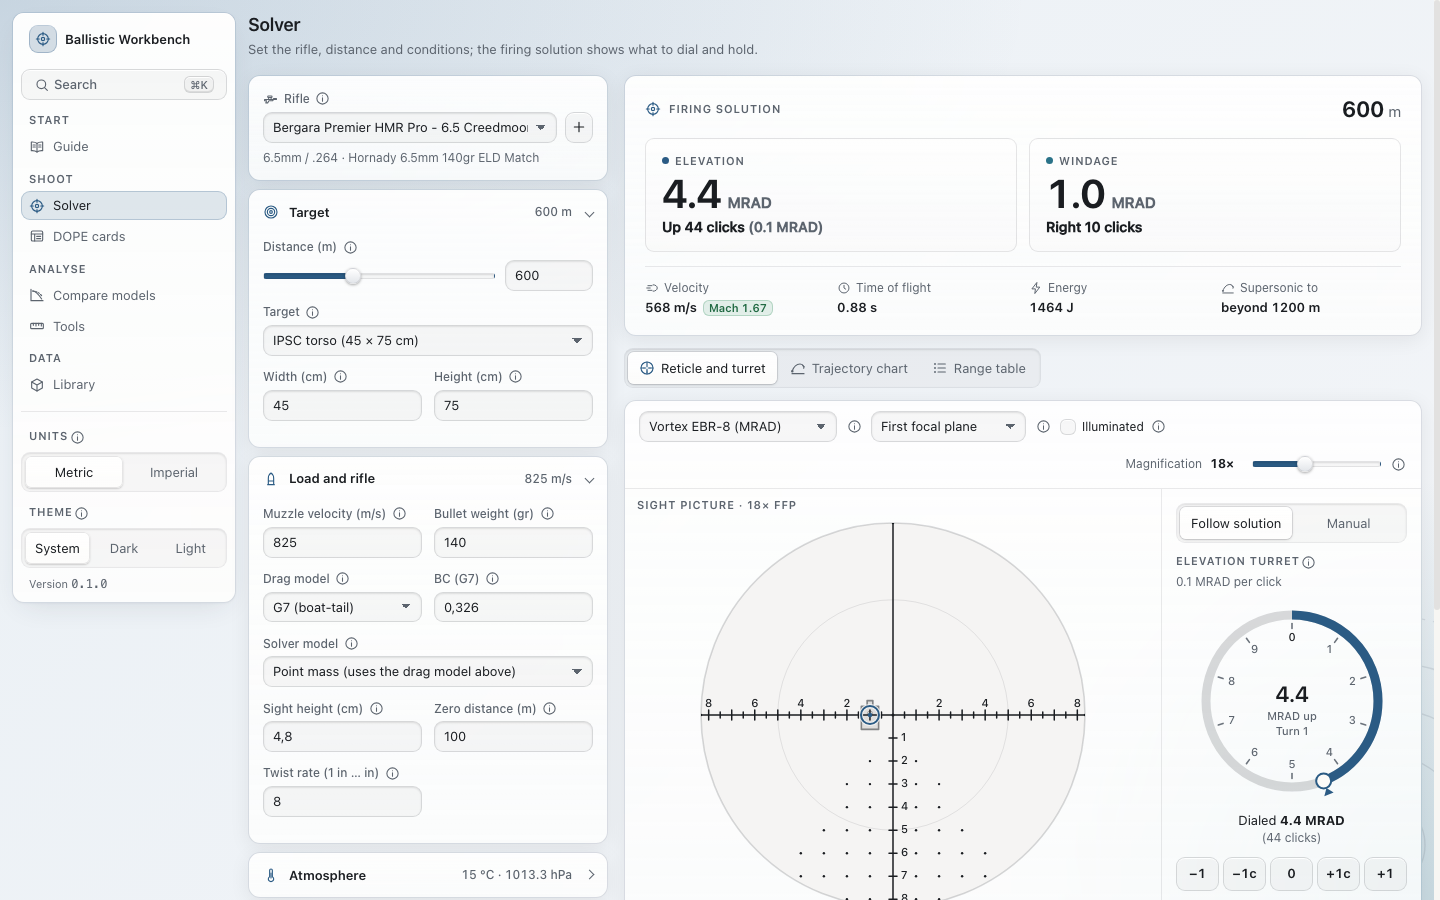 Ballistic Workbench
Search ⌘K
START
Guide
SHOOT
Solver
DOPE cards
ANALYSE
Compare models
Tools
DATA
Library
UNITS
Metric Imperial
THEME
System Dark Light
Version 0.1.0
Solver
Set the rifle, distance and conditions; the firing solution shows what to dial and hold.
Rifle
Bergara Premier HMR Pro - 6.5 Creedmoor
+
6.5mm / .264 · Hornady 6.5mm 140gr ELD Match
Target 600 m
Distance (m)
600
Target
IPSC torso (45 × 75 cm)
Width (cm) Height (cm)
45 75
Load and rifle 825 m/s
Muzzle velocity (m/s) Bullet weight (gr)
825 140
Drag model BC (G7)
G7 (boat-tail) 0,326
Solver model
Point mass (uses the drag model above)
Sight height (cm) Zero distance (m)
4,8 100
Twist rate (1 in ... in)
8
Atmosphere 15 °C · 1013.3 hPa
FIRING SOLUTION 600 m
ELEVATION
4.4 MRAD
Up 44 clicks (0.1 MRAD)
WINDAGE
1.0 MRAD
Right 10 clicks
Velocity Time of flight Energy Supersonic to
568 m/s Mach 1.67 0.88 s 1464 J beyond 1200 m
Reticle and turret Trajectory chart Range table
Vortex EBR-8 (MRAD) First focal plane Illuminated
Magnification 18×
SIGHT PICTURE · 18× FFP
8 6 4 2 2 4 6 8
1
2
3
4
5
6
7
8
Follow solution Manual
ELEVATION TURRET
0.1 MRAD per click
0
1
2
3
4
5
6
7
8
9
4.4
MRAD up
Turn 1
Dialed 4.4 MRAD
(44 clicks)
−1 −1c 0 +1c +1